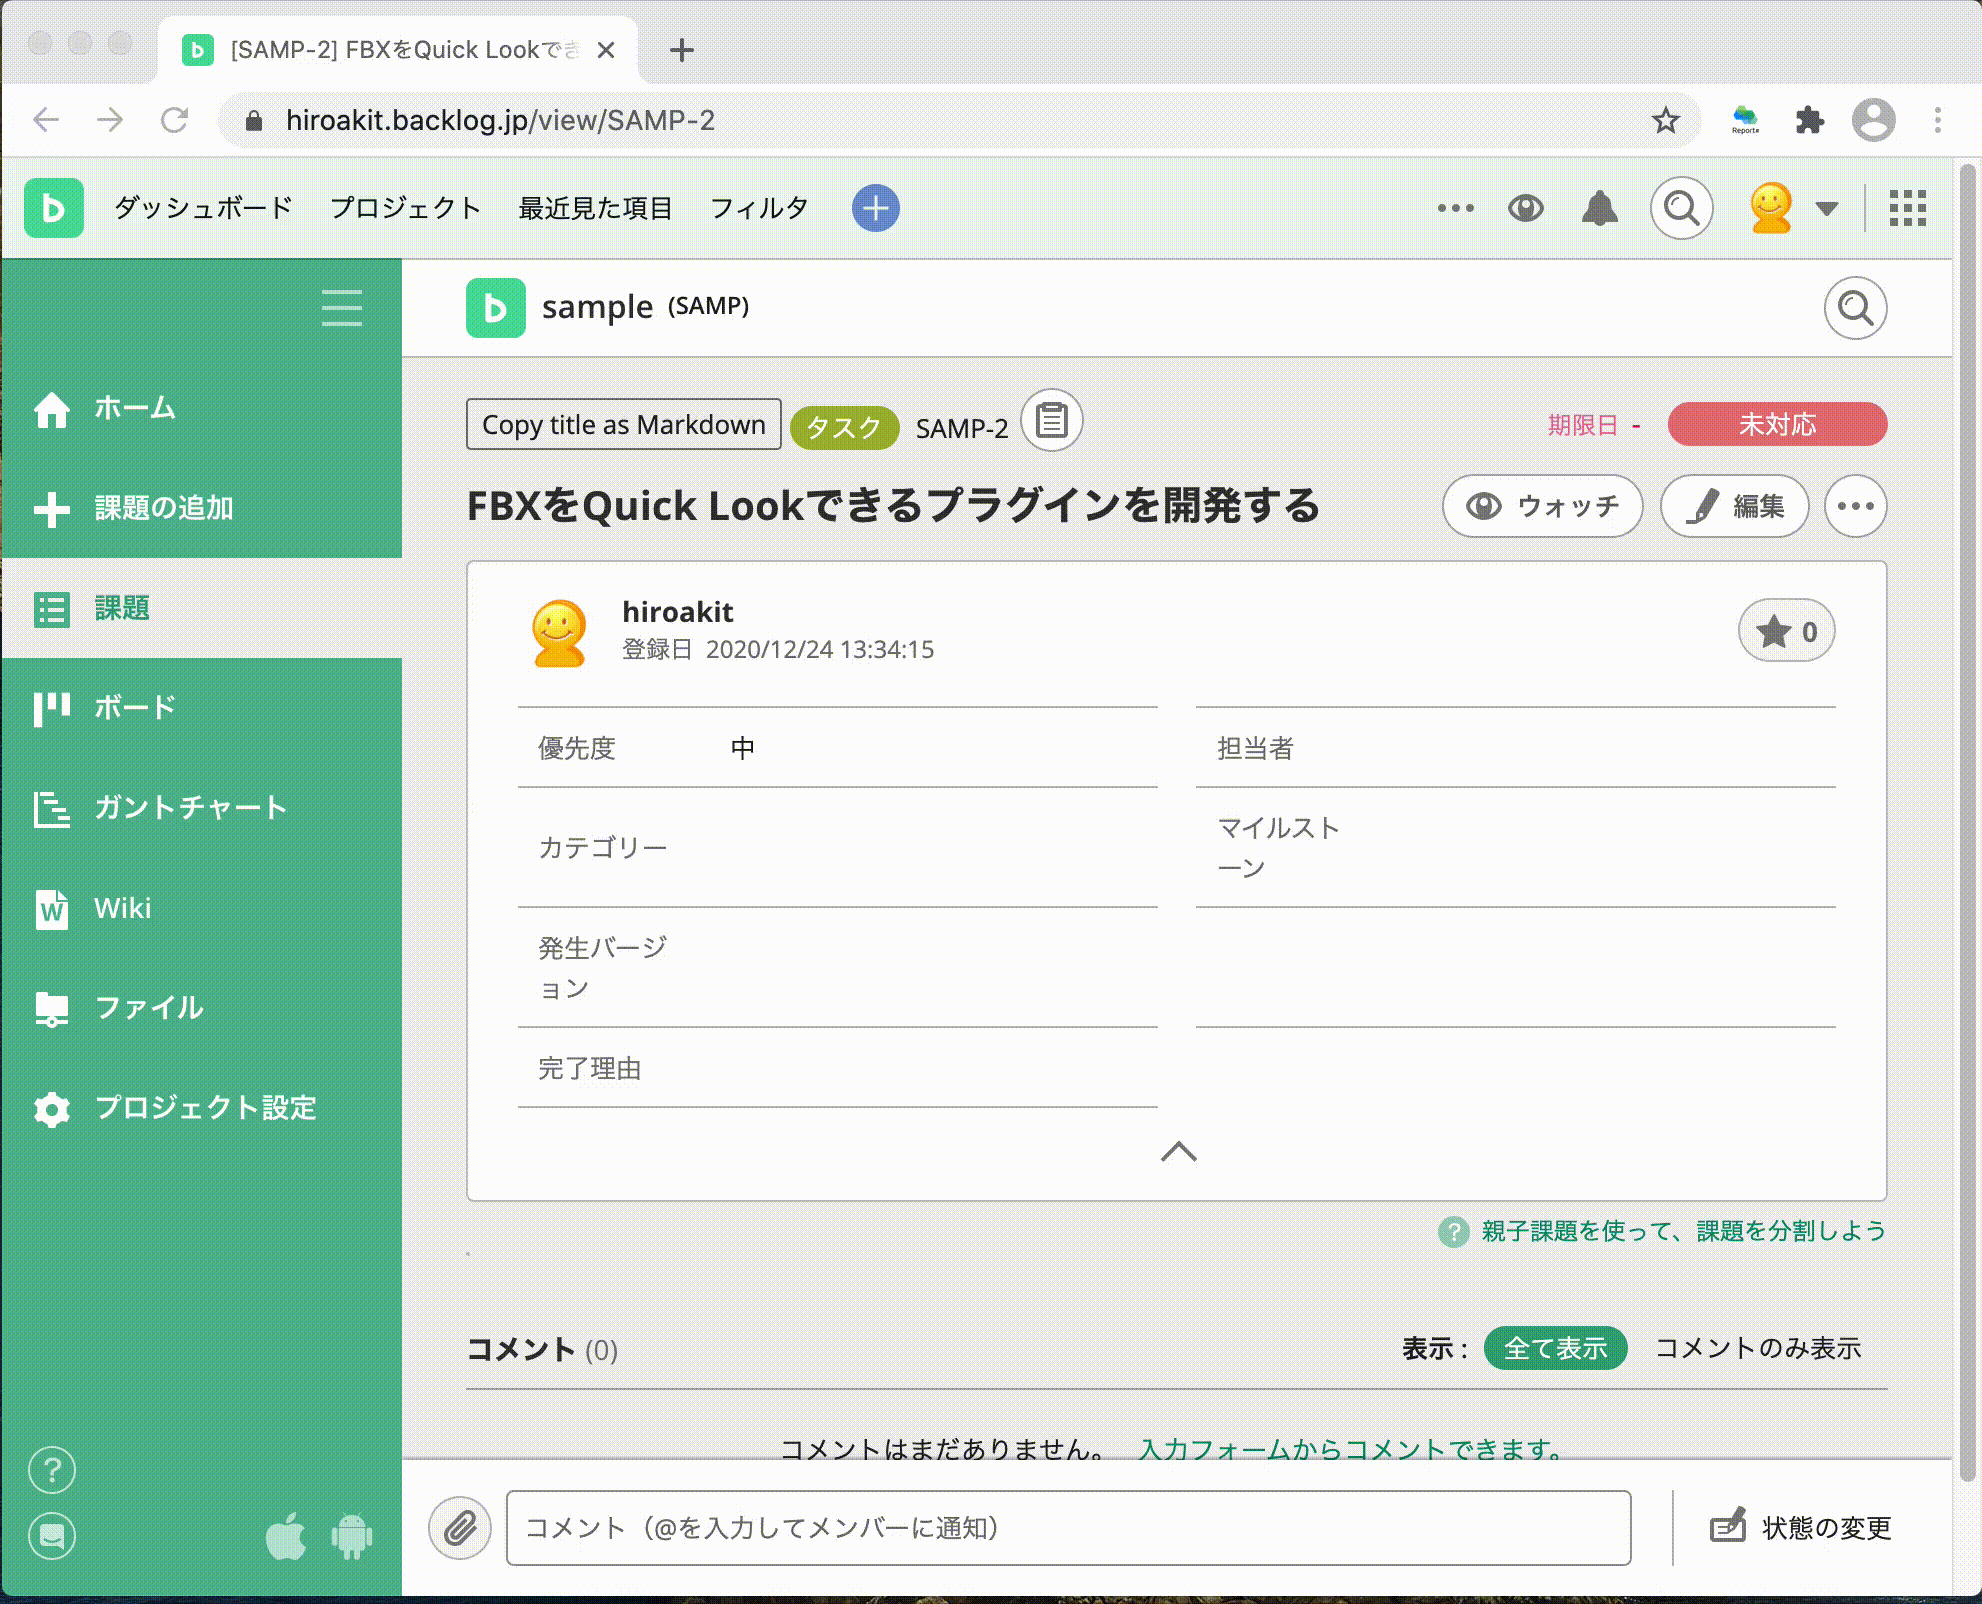 [SAMP-2] FBXをQuick Lookでき
hiroakit.backlog.jp/view/SAMP-2
Report
ダッシュボード プロジェクト 最近見た項目 フィルタ
sample (SAMP)
ホーム
課題の追加
課題
ボード
ガントチャート
Wiki
ファイル
プロジェクト設定
Copy title as Markdown タスク SAMP-2 期限日 - 未対応
FBXをQuick Lookできるプラグインを開発する ウォッチ 編集
hiroakit
登録日 2020/12/24 13:34:15
0
優先度 中 担当者
カテゴリー
マイルスト
ーン
発生バージ
ョン
完了理由
? 親子課題を使って、課題を分割しよう
コメント (0) 表示 : 全て表示 コメントのみ表示
コメントはまだありません。 入力フォームからコメントできます。
コメント（@を入力してメンバーに通知） 状態の変更
?